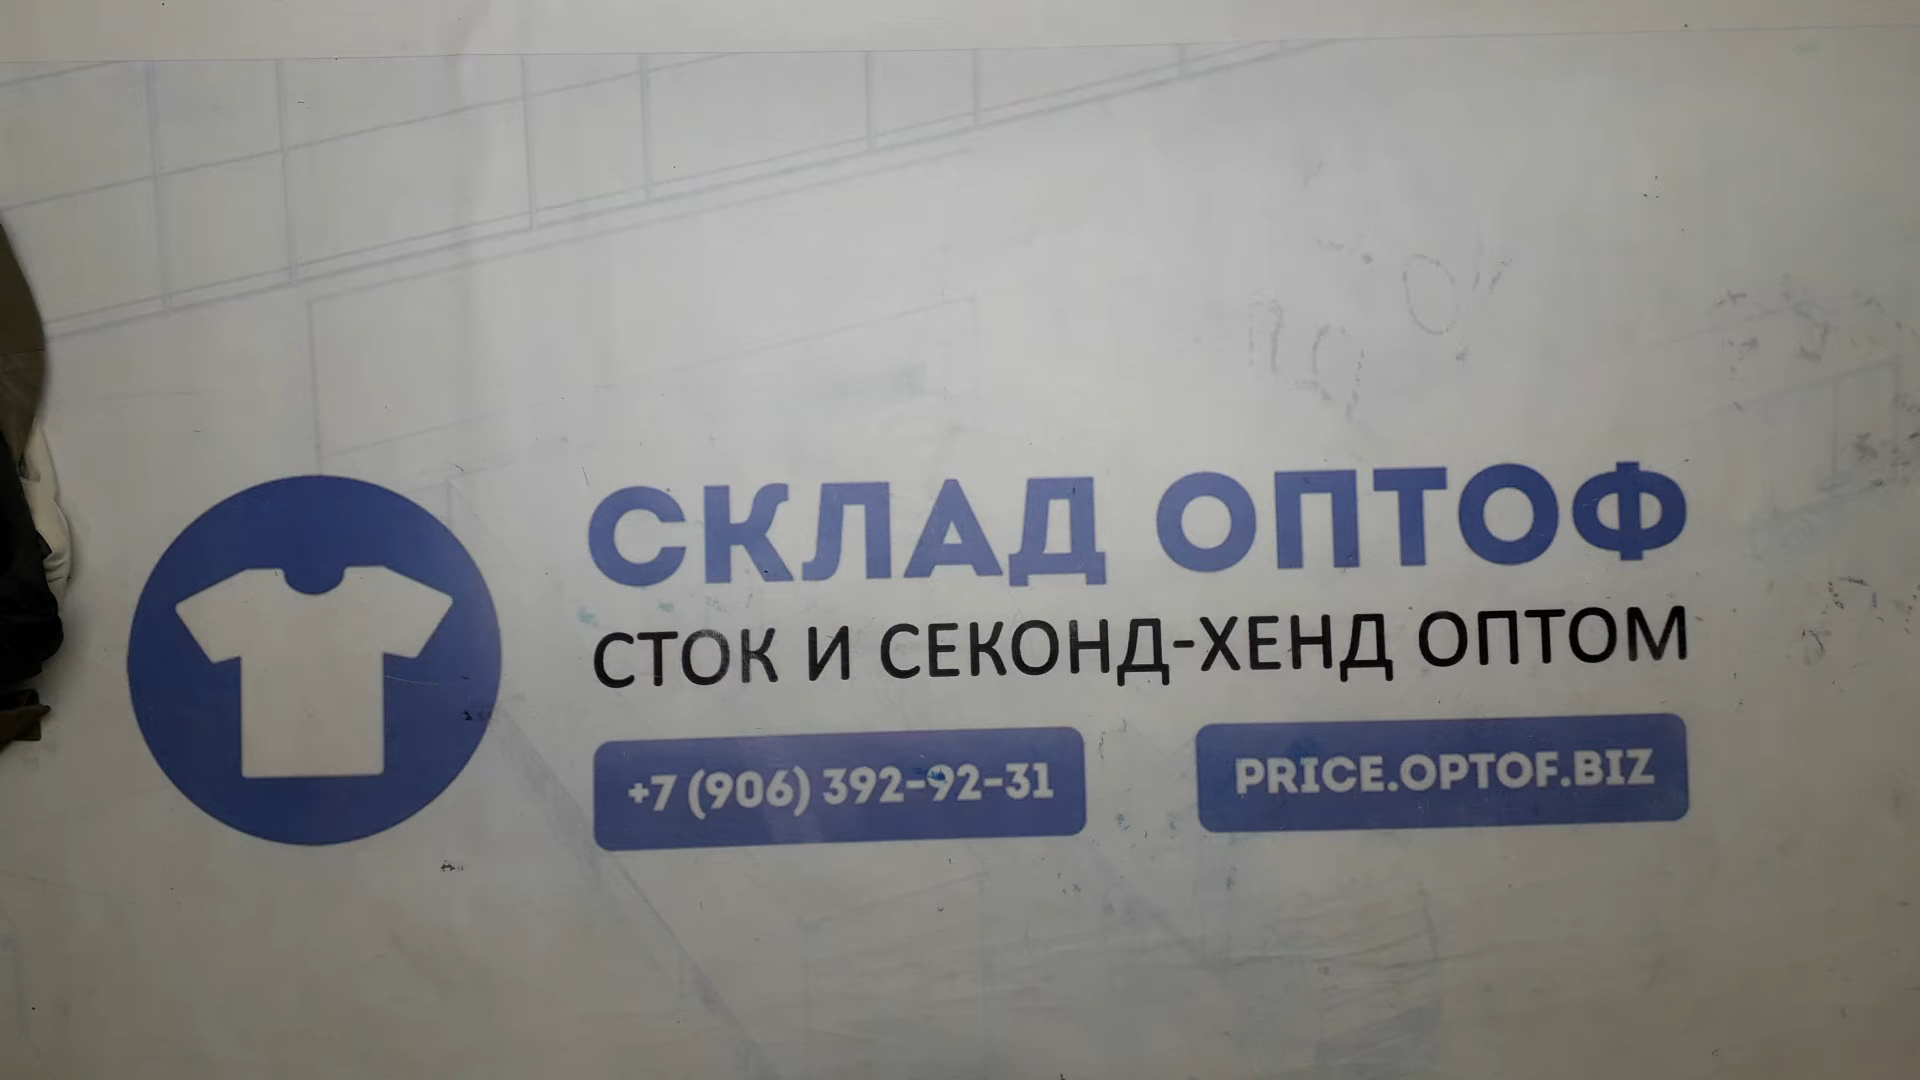 СКЛАД ОПТОФ
СТОК И СЕКОНД-ХЕНД ОПТОМ
+7 (906) 392-92-31
PRICE.OPTOF.BIZ